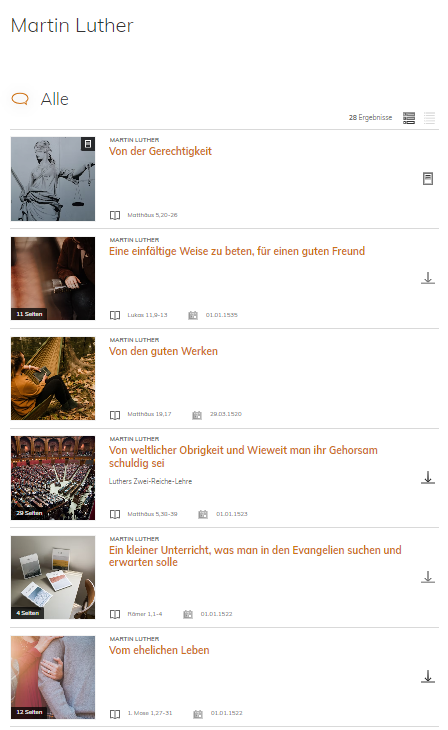 Martin Luther
Alle
28 Ergebnisse
MARTIN LUTHER
Von der Gerechtigkeit
Matthäus 5,20-26
MARTIN LUTHER
Eine einfältige Weise zu beten, für einen guten Freund
11 Seiten
Lukas 11,9-13 01.01.1535
MARTIN LUTHER
Von den guten Werken
Matthäus 19,17 29.03.1520
MARTIN LUTHER
Von weltlicher Obrigkeit und Wieweit man ihr Gehorsam
schuldig sei
Luthers Zwei-Reiche-Lehre
29 Seiten
Matthäus 5,38-39 01.01.1523
MARTIN LUTHER
Ein kleiner Unterricht, was man in den Evangelien suchen und
erwarten solle
4 Seiten
Römer 1,1-4 01.01.1522
MARTIN LUTHER
Vom ehelichen Leben
12 Seiten
1. Mose 1,27-31 01.01.1522